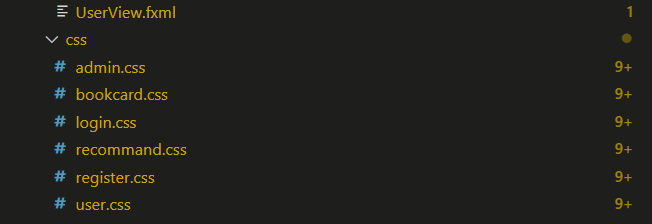 UserView.fxml 1
css
# admin.css 9+
# bookcard.css 9+
# login.css 9+
# recommand.css 9+
# register.css 9+
# user.css 9+